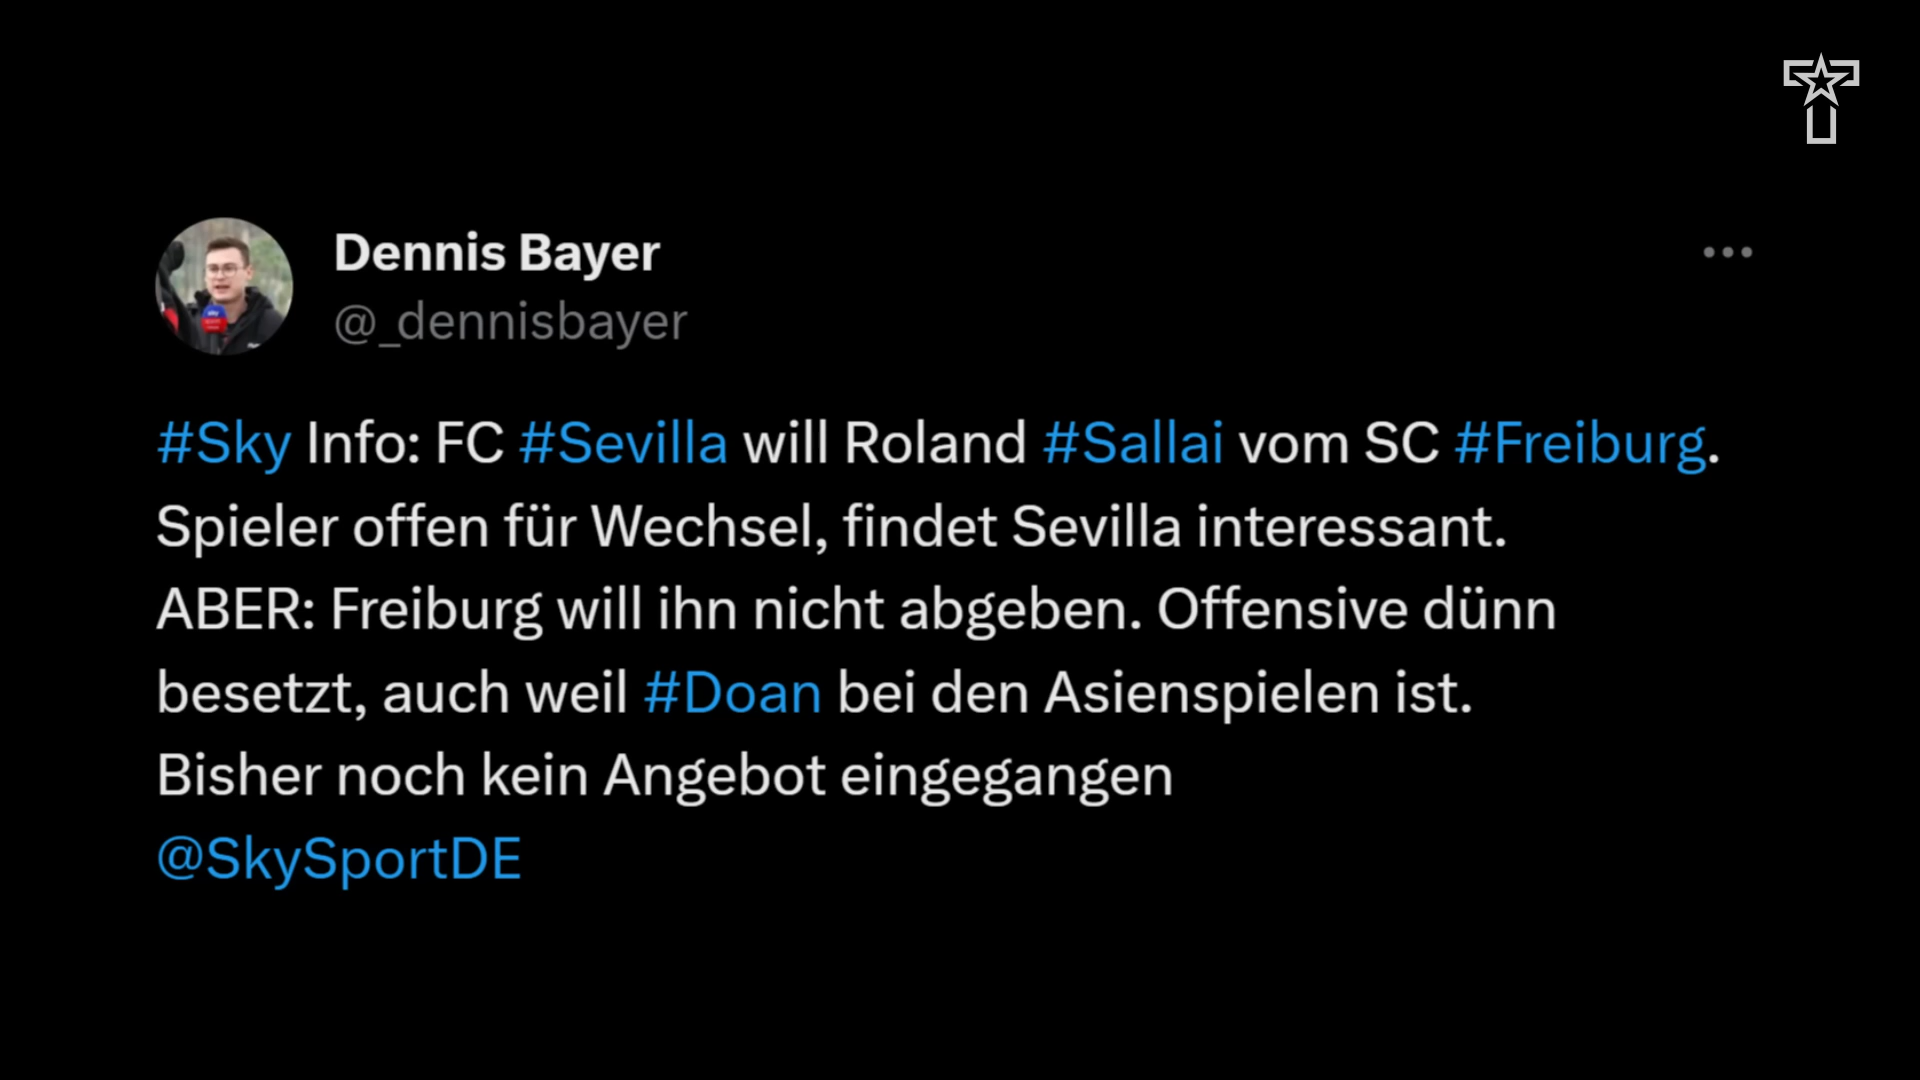 Dennis Bayer
@_dennisbayer
#Sky Info: FC #Sevilla will Roland #Sallai vom SC #Freiburg.
Spieler offen für Wechsel, findet Sevilla interessant.
ABER: Freiburg will ihn nicht abgeben. Offensive dünn
besetzt, auch weil #Doan bei den Asienspielen ist.
Bisher noch kein Angebot eingegangen
@SkySportDE